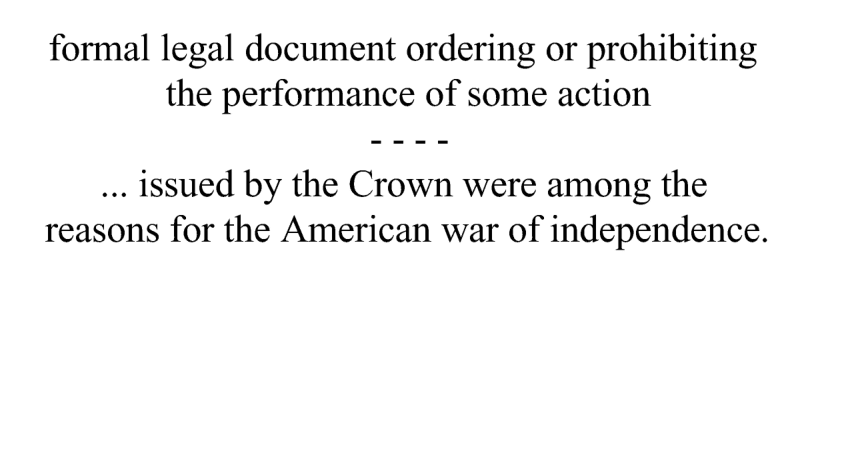 formal legal document ordering or prohibiting
the performance of some action
- - - -
... issued by the Crown were among the
reasons for the American war of independence.